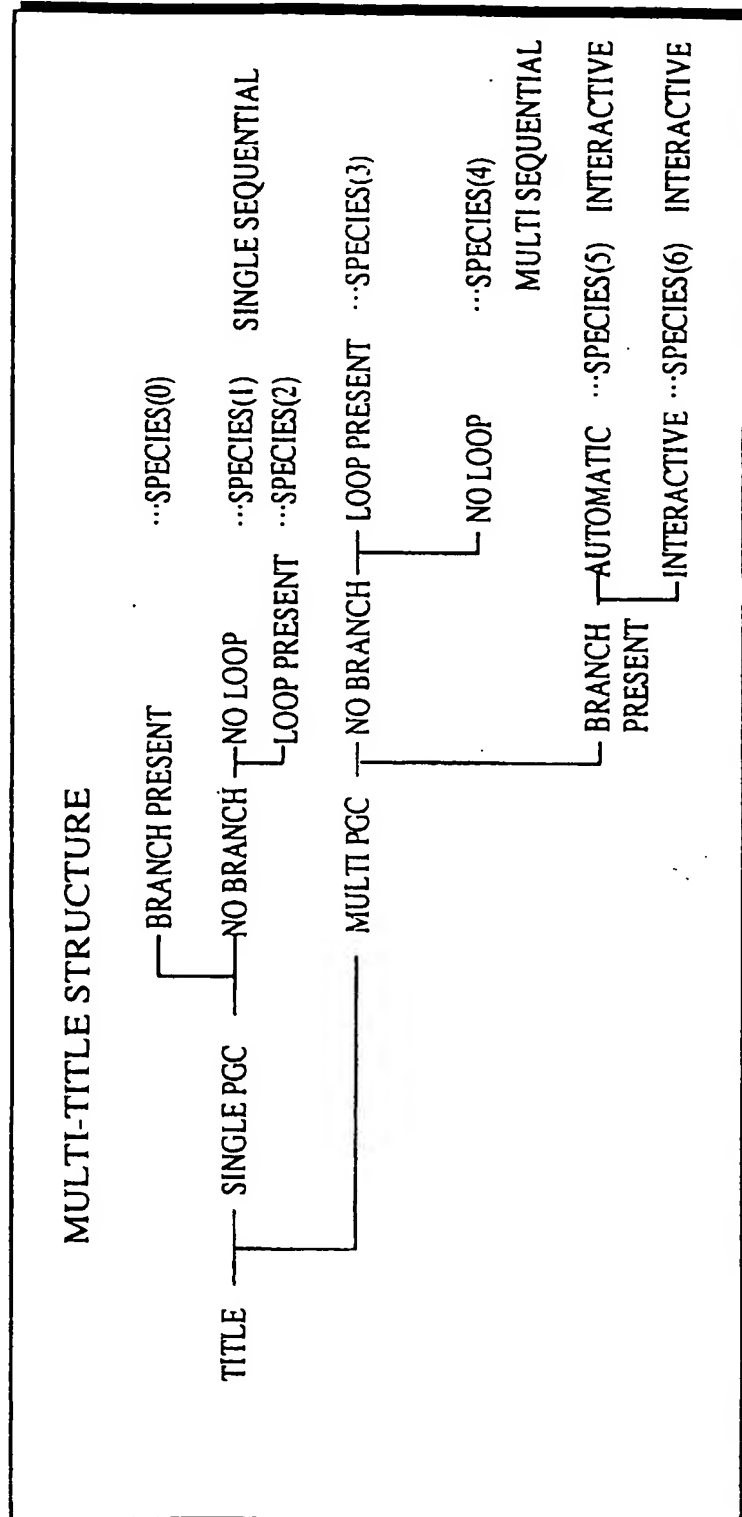 MULTI-TITLE STRUCTURE
BRANCH PRESENT ...SPECIES(0)
TITLE SINGLE PGC NO BRANCH NO LOOP ...SPECIES(1) SINGLE SEQUENTIAL
LOOP PRESENT ...SPECIES(2)
MULTI PGC NO BRANCH LOOP PRESENT ...SPECIES(3)
NO LOOP ...SPECIES(4)
MULTI SEQUENTIAL
BRANCH AUTOMATIC ...SPECIES(5) INTERACTIVE
PRESENT
INTERACTIVE ...SPECIES(6) INTERACTIVE